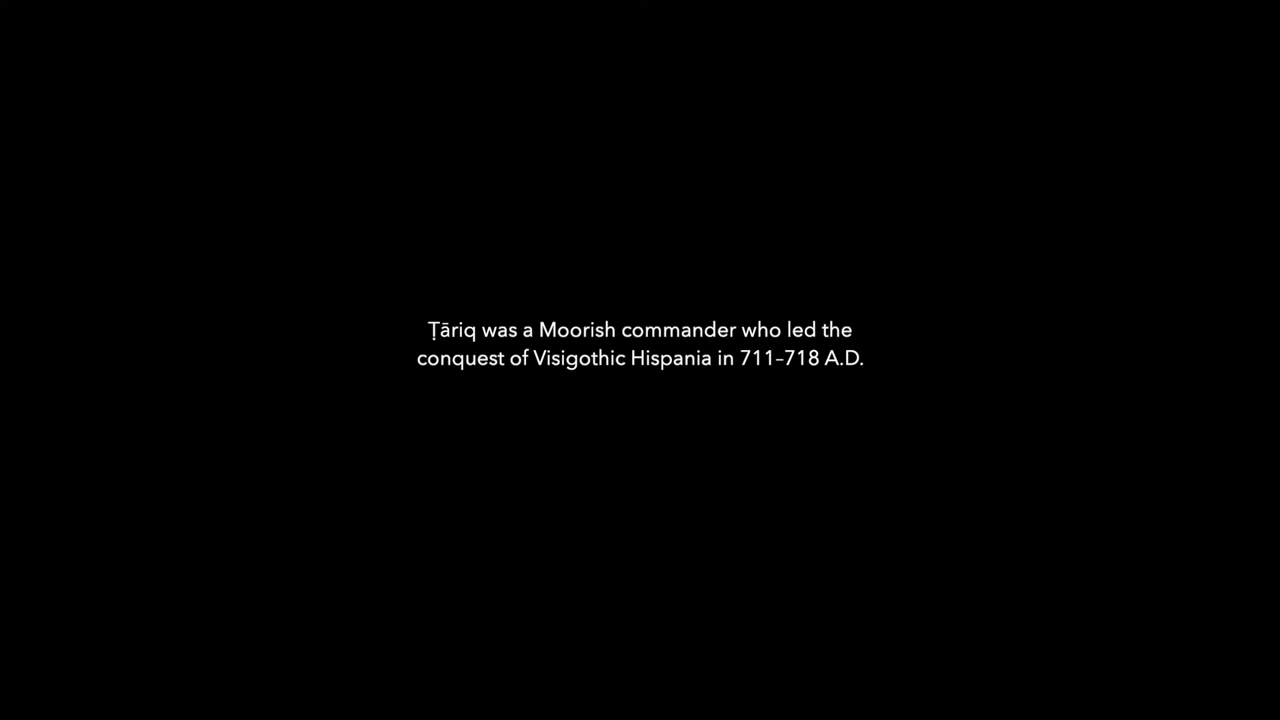 Ṭāriq was a Moorish commander who led the
conquest of Visigothic Hispania in 711–718 A.D.